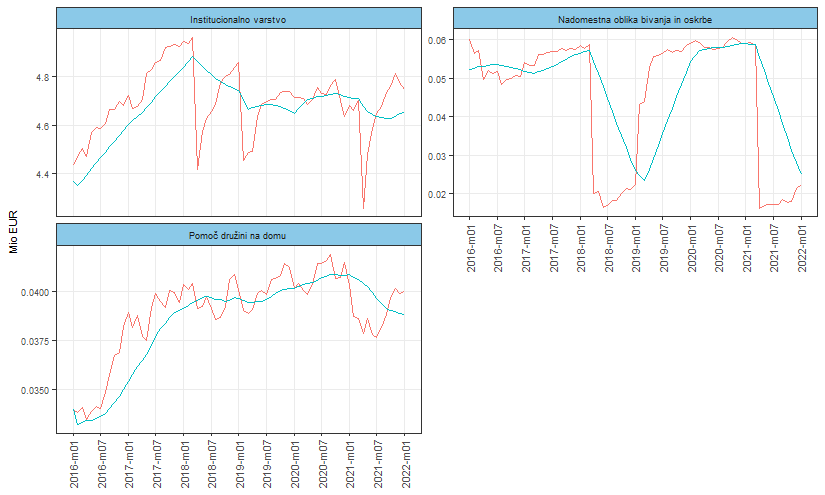 Institucionalno varstvo
Nadomestna oblika bivanja in oskrbe
4.8
4.6
4.4
0.06
0.05
0.04
0.03
0.02
2016-m01
2016-m07
2017-m01
2017-m07
2018-m01
2018-m07
2019-m01
2019-m07
2020-m01
2020-m07
2021-m01
2021-m07
2022-m01
Mio EUR
Pomoč družini na domu
0.0400
0.0375
0.0350
2016-m01
2016-m07
2017-m01
2017-m07
2018-m01
2018-m07
2019-m01
2019-m07
2020-m01
2020-m07
2021-m01
2021-m07
2022-m01